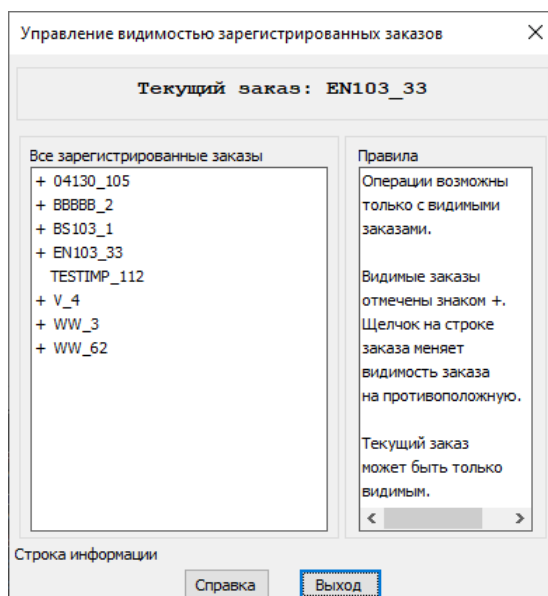 Управление видимостью зарегистрированных заказов
Текущий заказ: EN103_33
Все зарегистрированные заказы
+ 04130_105
+ BBBBB_2
+ BS103_1
+ EN103_33
TESTIMP_112
+ V_4
+ WW_3
+ WW_62
Правила
Операции возможны
только с видимыми
заказами.
Видимые заказы
отмечены знаком +.
Щелчок на строке
заказа меняет
видимость заказа
на противоположную.
Текущий заказ
может быть только
видимым.
Строка информации
Справка
Выход